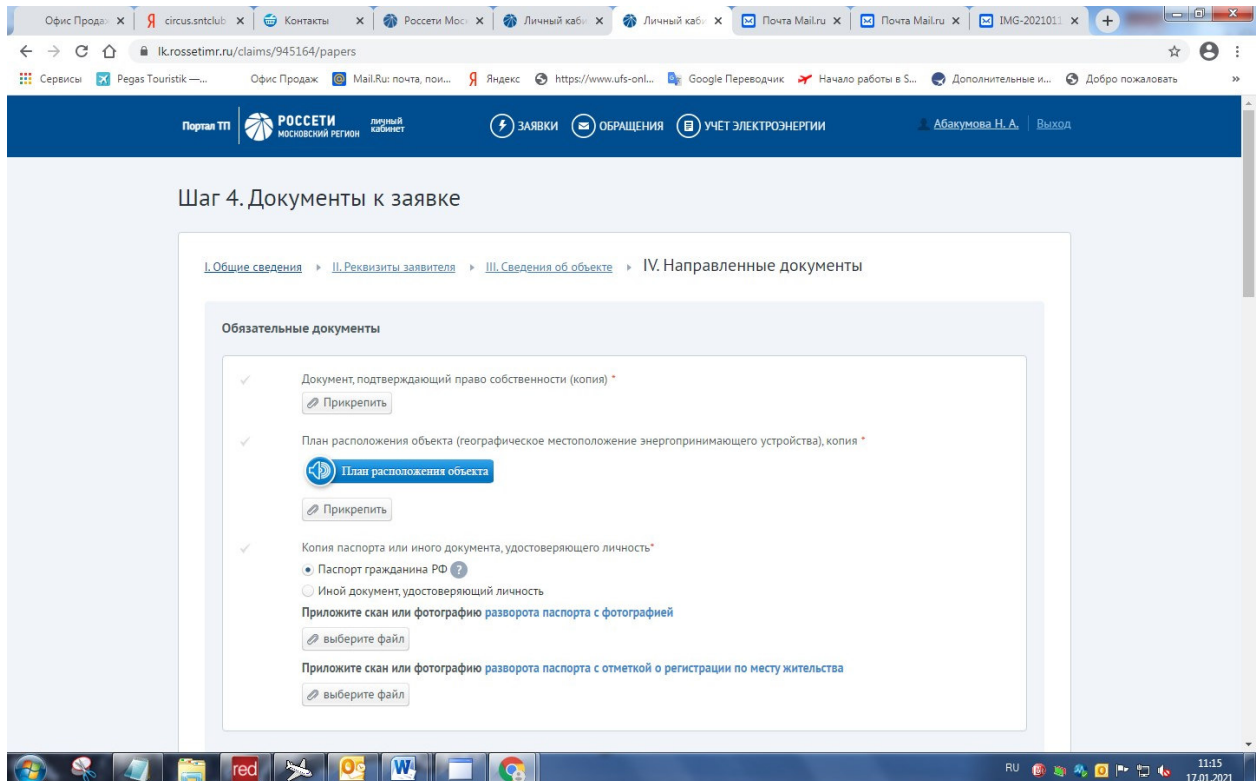 Офис Прода
circus.sntclub
Контакты
Россети Мос
Личный каби
Личный каби
Почта Mail.ru
Почта Mail.ru
IMG-2021011
lk.rossetimr.ru/claims/945164/papers
Сервисы
Pegas Touristik —...
Офис Продаж
Mail.Ru: почта, пои...
Яндекс
https://www.ufs-onl...
Google Переводчик
Начало работы в S...
Дополнительные и...
Добро пожаловать
»
Портал ТП
РОССЕТИ
МОСКОВСКИЙ РЕГИОН
личный
кабинет
ЗАЯВКИ
ОБРАЩЕНИЯ
УЧЁТ ЭЛЕКТРОЭНЕРГИИ
Абакумова Н. А.
Выход
Шаг 4. Документы к заявке
I. Общие сведения
II. Реквизиты заявителя
III. Сведения об объекте
IV. Направленные документы
Обязательные документы
Документ, подтверждающий право собственности (копия) *
Прикрепить
План расположения объекта (географическое местоположение энергопринимающего устройства), копия *
План расположения объекта
Прикрепить
Копия паспорта или иного документа, удостоверяющего личность*
Паспорт гражданина РФ ?
Иной документ, удостоверяющий личность
Приложите скан или фотографию разворота паспорта с фотографией
выберите файл
Приложите скан или фотографию разворота паспорта с отметкой о регистрации по месту жительства
выберите файл
red
RU
11:15
17.01.2021